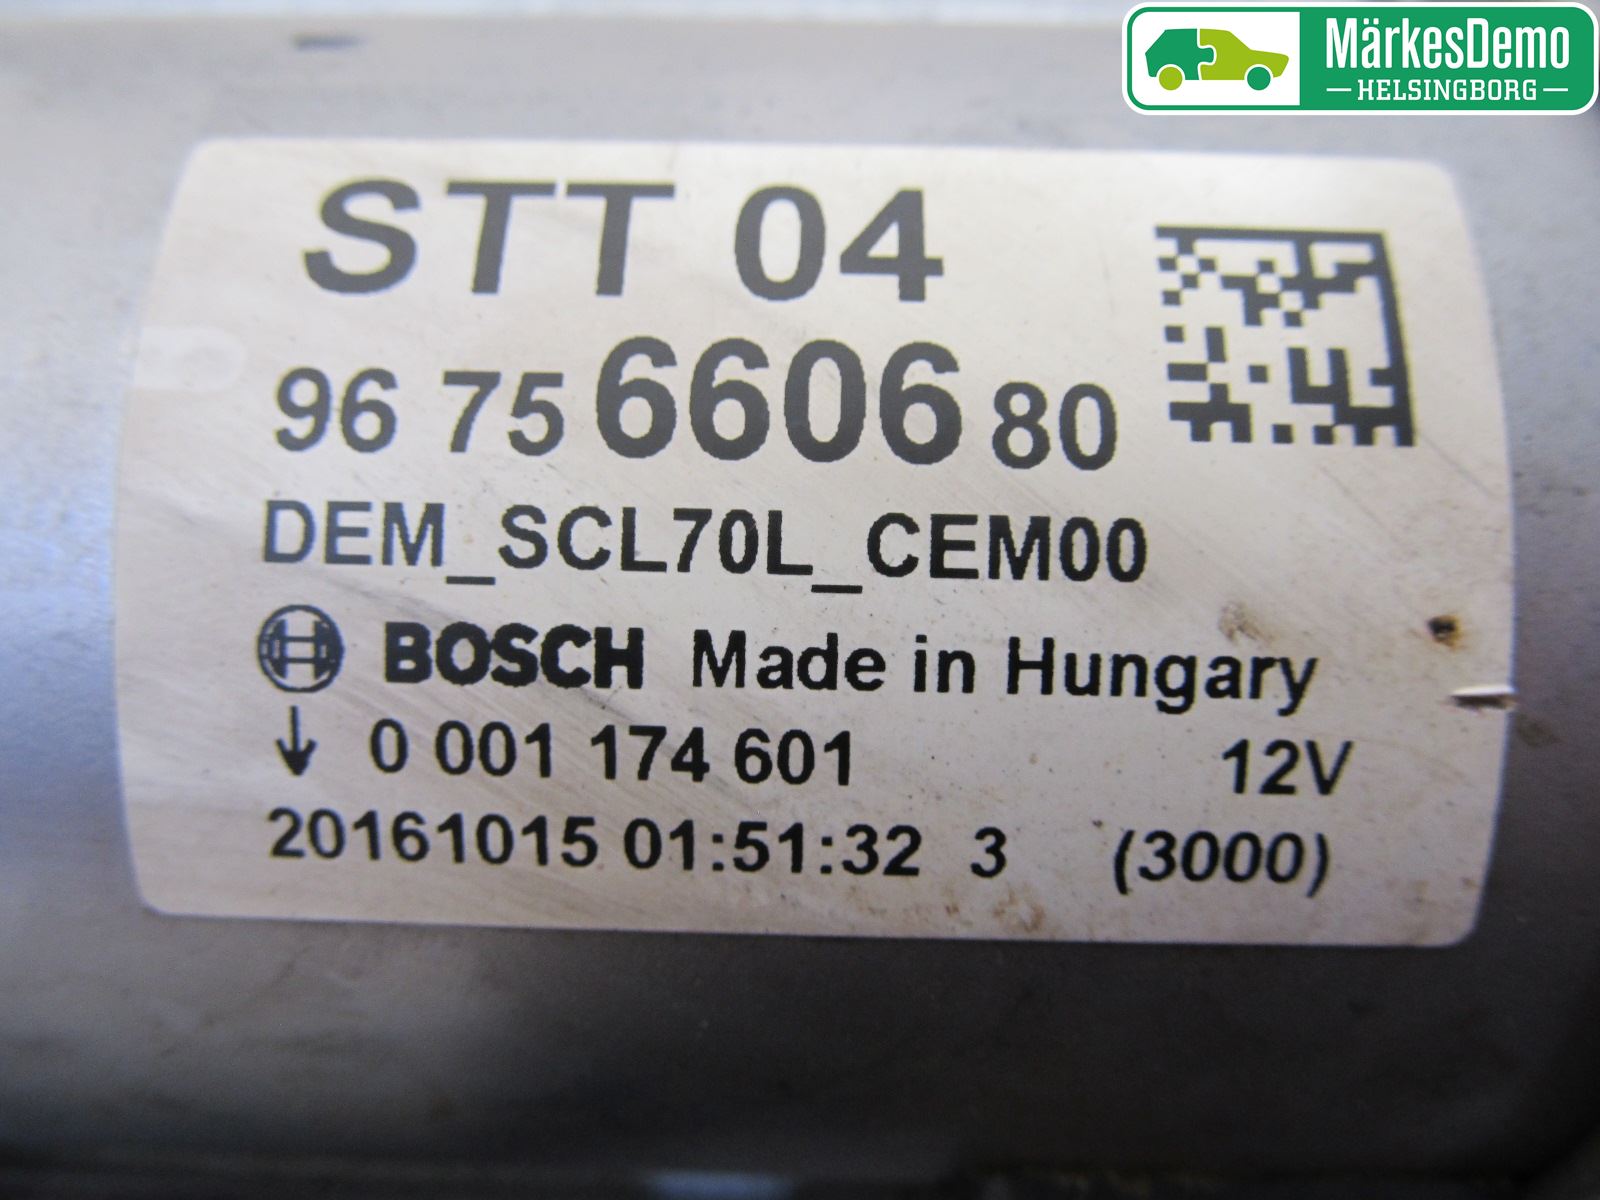 MärkesDemo
HELSINGBORG
STT 04
96 75 6606 80
DEM_SCL70L_CEM00
BOSCH Made in Hungary
↓ 0 001 174 601 12V
20161015 01:51:32 3 (3000)